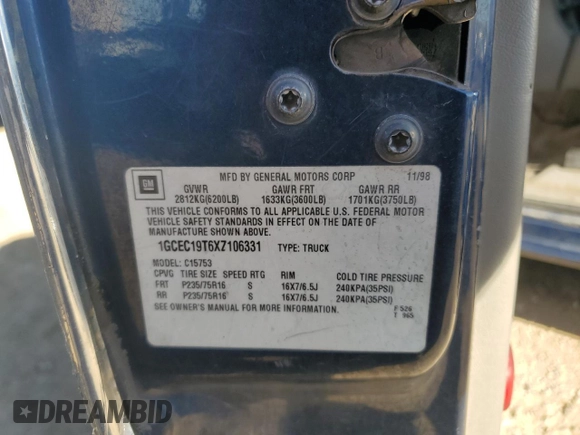 GM
MFD BY GENERAL MOTORS CORP 11/98
GVWR GAWR FRT GAWR RR
2812KG(6200LB) 1633KG(3600LB) 1701KG(3750LB)
THIS VEHICLE CONFORMS TO ALL APPLICABLE U.S. FEDERAL MOTOR
VEHICLE SAFETY STANDARDS IN EFFECT ON THE DATE OF
MANUFACTURE SHOWN ABOVE.
1GCEC19T6XZ106331 TYPE: TRUCK
MODEL: C15753
CPVG TIRE SIZE SPEED RTG RIM COLD TIRE PRESSURE
FRT P235/75R16 S 16X7/6.5J 240KPA(35PSI)
RR P235/75R16 S 16X7/6.5J 240KPA(35PSI)
SEE OWNER'S MANUAL FOR MORE INFORMATION.
F 526
T 965
DREAMBID